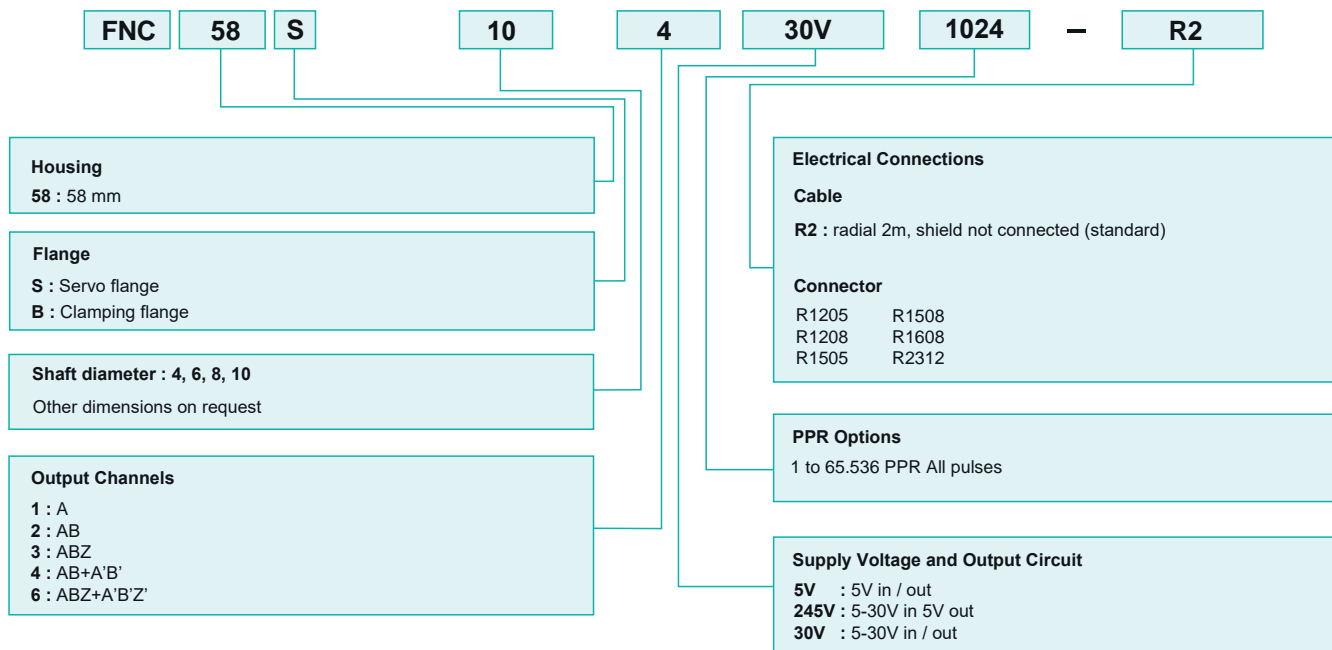 FNC 58 S 10 4 30V 1024 – R2
Housing
58 : 58 mm
Flange
S : Servo flange
B : Clamping flange
Shaft diameter : 4, 6, 8, 10
Other dimensions on request
Output Channels
1 : A
2 : AB
3 : ABZ
4 : AB+A’B’
6 : ABZ+A’B’Z’
Electrical Connections
Cable
R2 : radial 2m, shield not connected (standard)
Connector
R1205 R1508
R1208 R1608
R1505 R2312
PPR Options
1 to 65.536 PPR All pulses
Supply Voltage and Output Circuit
5V : 5V in / out
245V : 5-30V in 5V out
30V : 5-30V in / out